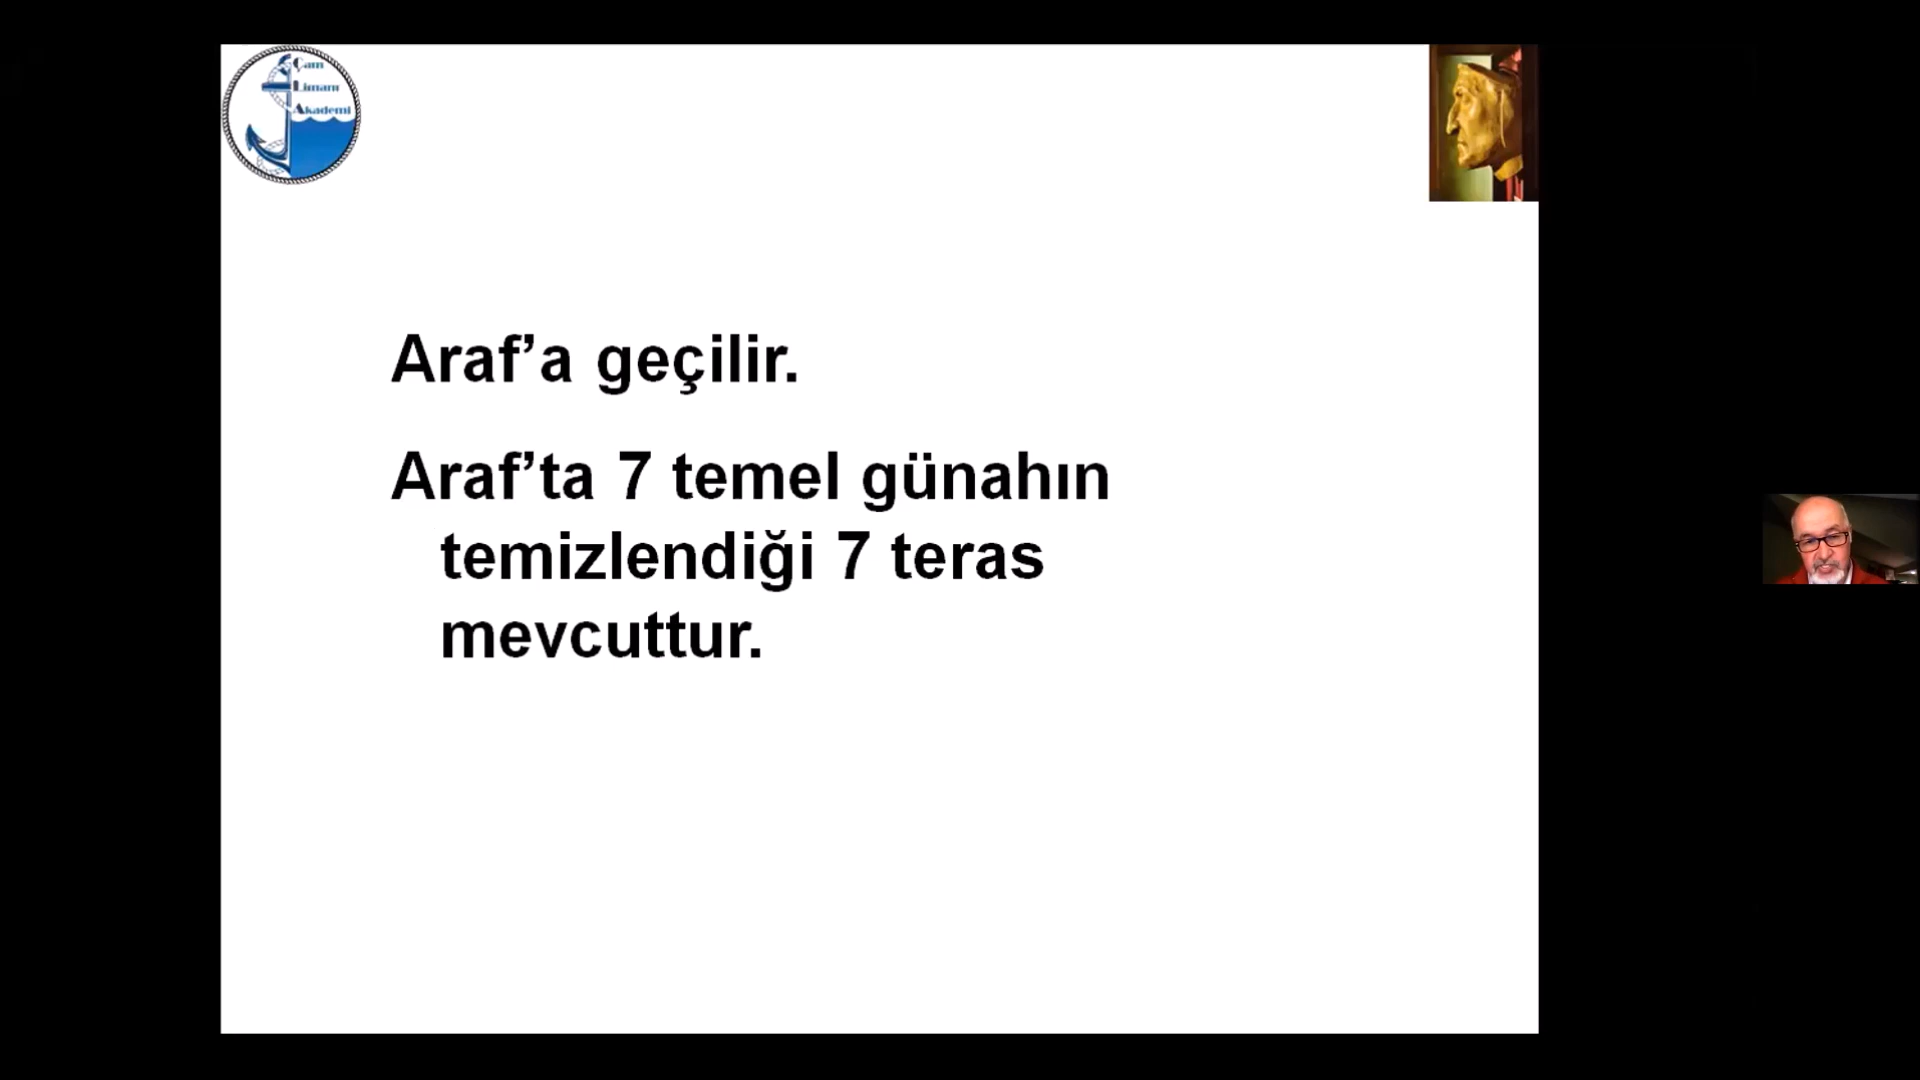 Çam
Limanı
Akademi
Araf’a geçilir.
Araf’ta 7 temel günahın
temizlendiği 7 teras
mevcuttur.